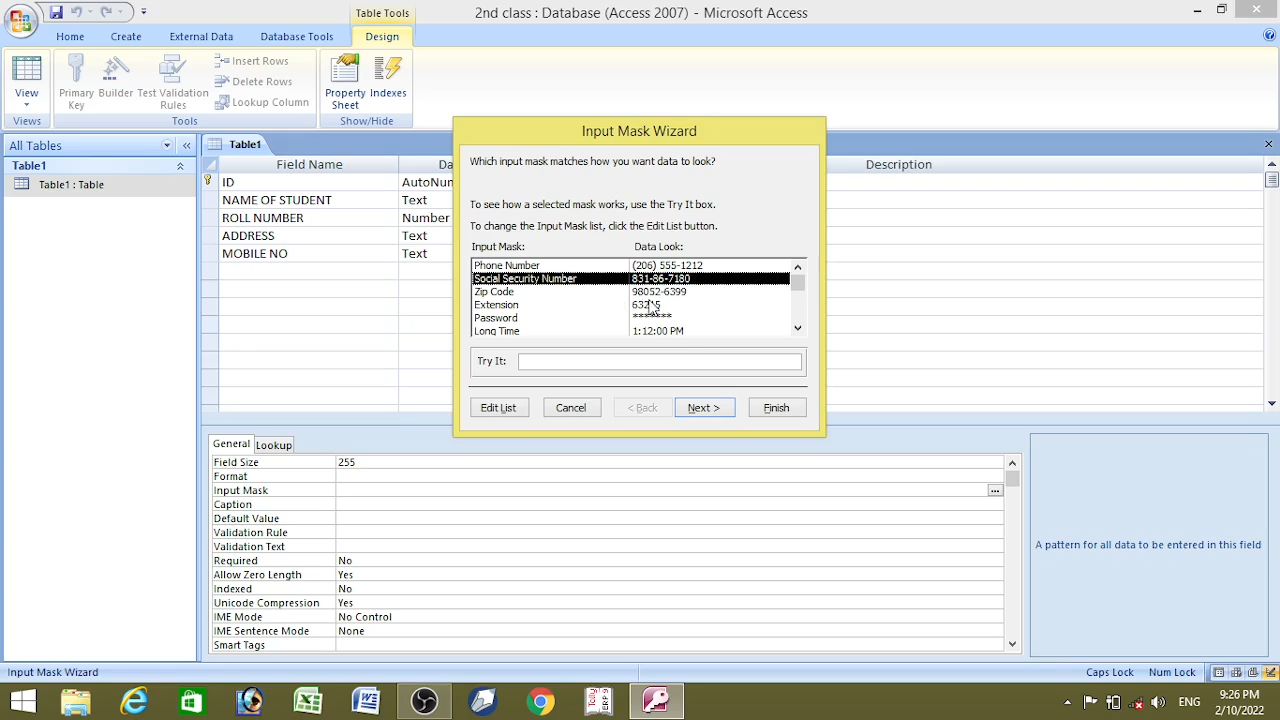 Table Tools
2nd class : Database (Access 2007) - Microsoft Access
Home
Create
External Data
Database Tools
Design
View
Primary Key
Builder
Test Validation Rules
Insert Rows
Delete Rows
Lookup Column
Property Sheet
Indexes
Views
Tools
Show/Hide
All Tables
Table1
Table1 : Table
Table1
Field Name
Description
ID
AutoNum
NAME OF STUDENT
Text
ROLL NUMBER
Number
ADDRESS
Text
MOBILE NO
Text
Input Mask Wizard
Which input mask matches how you want data to look?
To see how a selected mask works, use the Try It box.
To change the Input Mask list, click the Edit List button.
Input Mask:
Data Look:
Phone Number
(206) 555-1212
Social Security Number
831-86-7180
Zip Code
98052-6399
Extension
Password
********
Long Time
1:12:00 PM
Try It:
Edit List
Cancel
< Back
Next >
Finish
General
Lookup
Field Size
255
Format
Input Mask
...
Caption
Default Value
Validation Rule
Validation Text
Required
No
Allow Zero Length
Yes
Indexed
No
Unicode Compression
Yes
IME Mode
No Control
IME Sentence Mode
None
Smart Tags
A pattern for all data to be entered in this field
Input Mask Wizard
Caps Lock
Num Lock
ENG
9:26 PM
2/10/2022